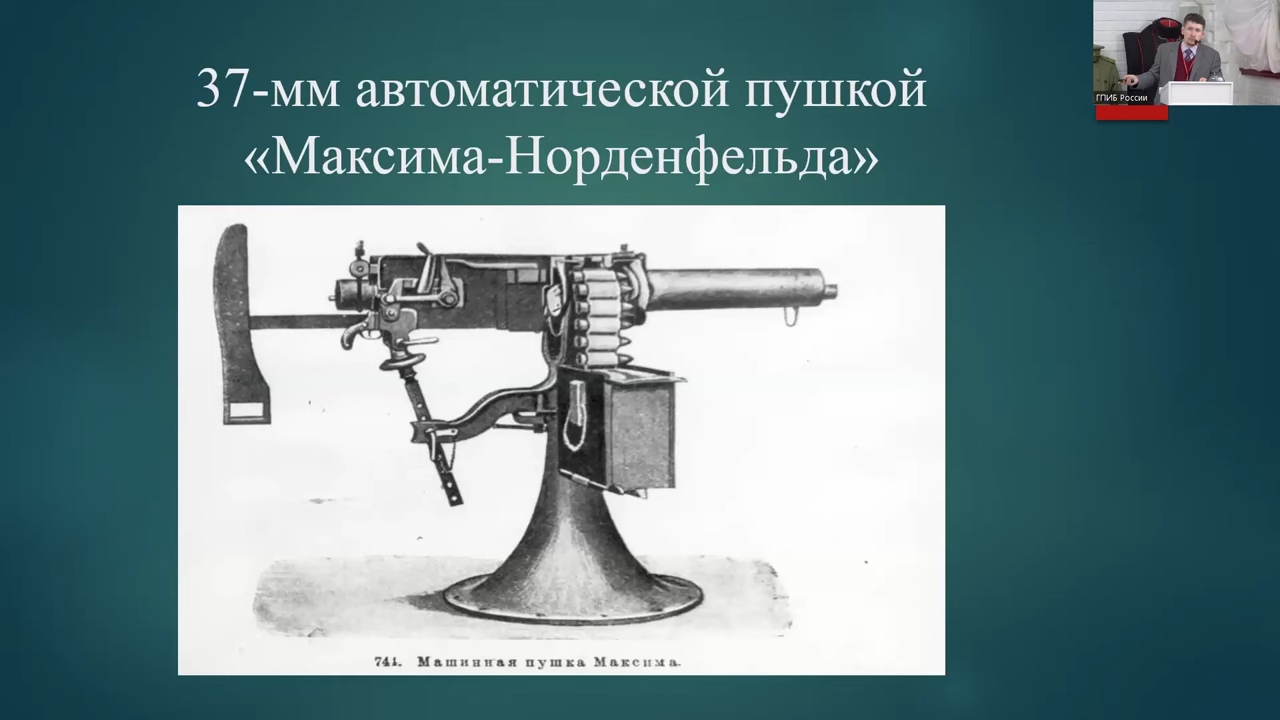 37-мм автоматической пушкой
«Максима-Норденфельда»
ГПИБ России
741. Машинная пушка Максима.